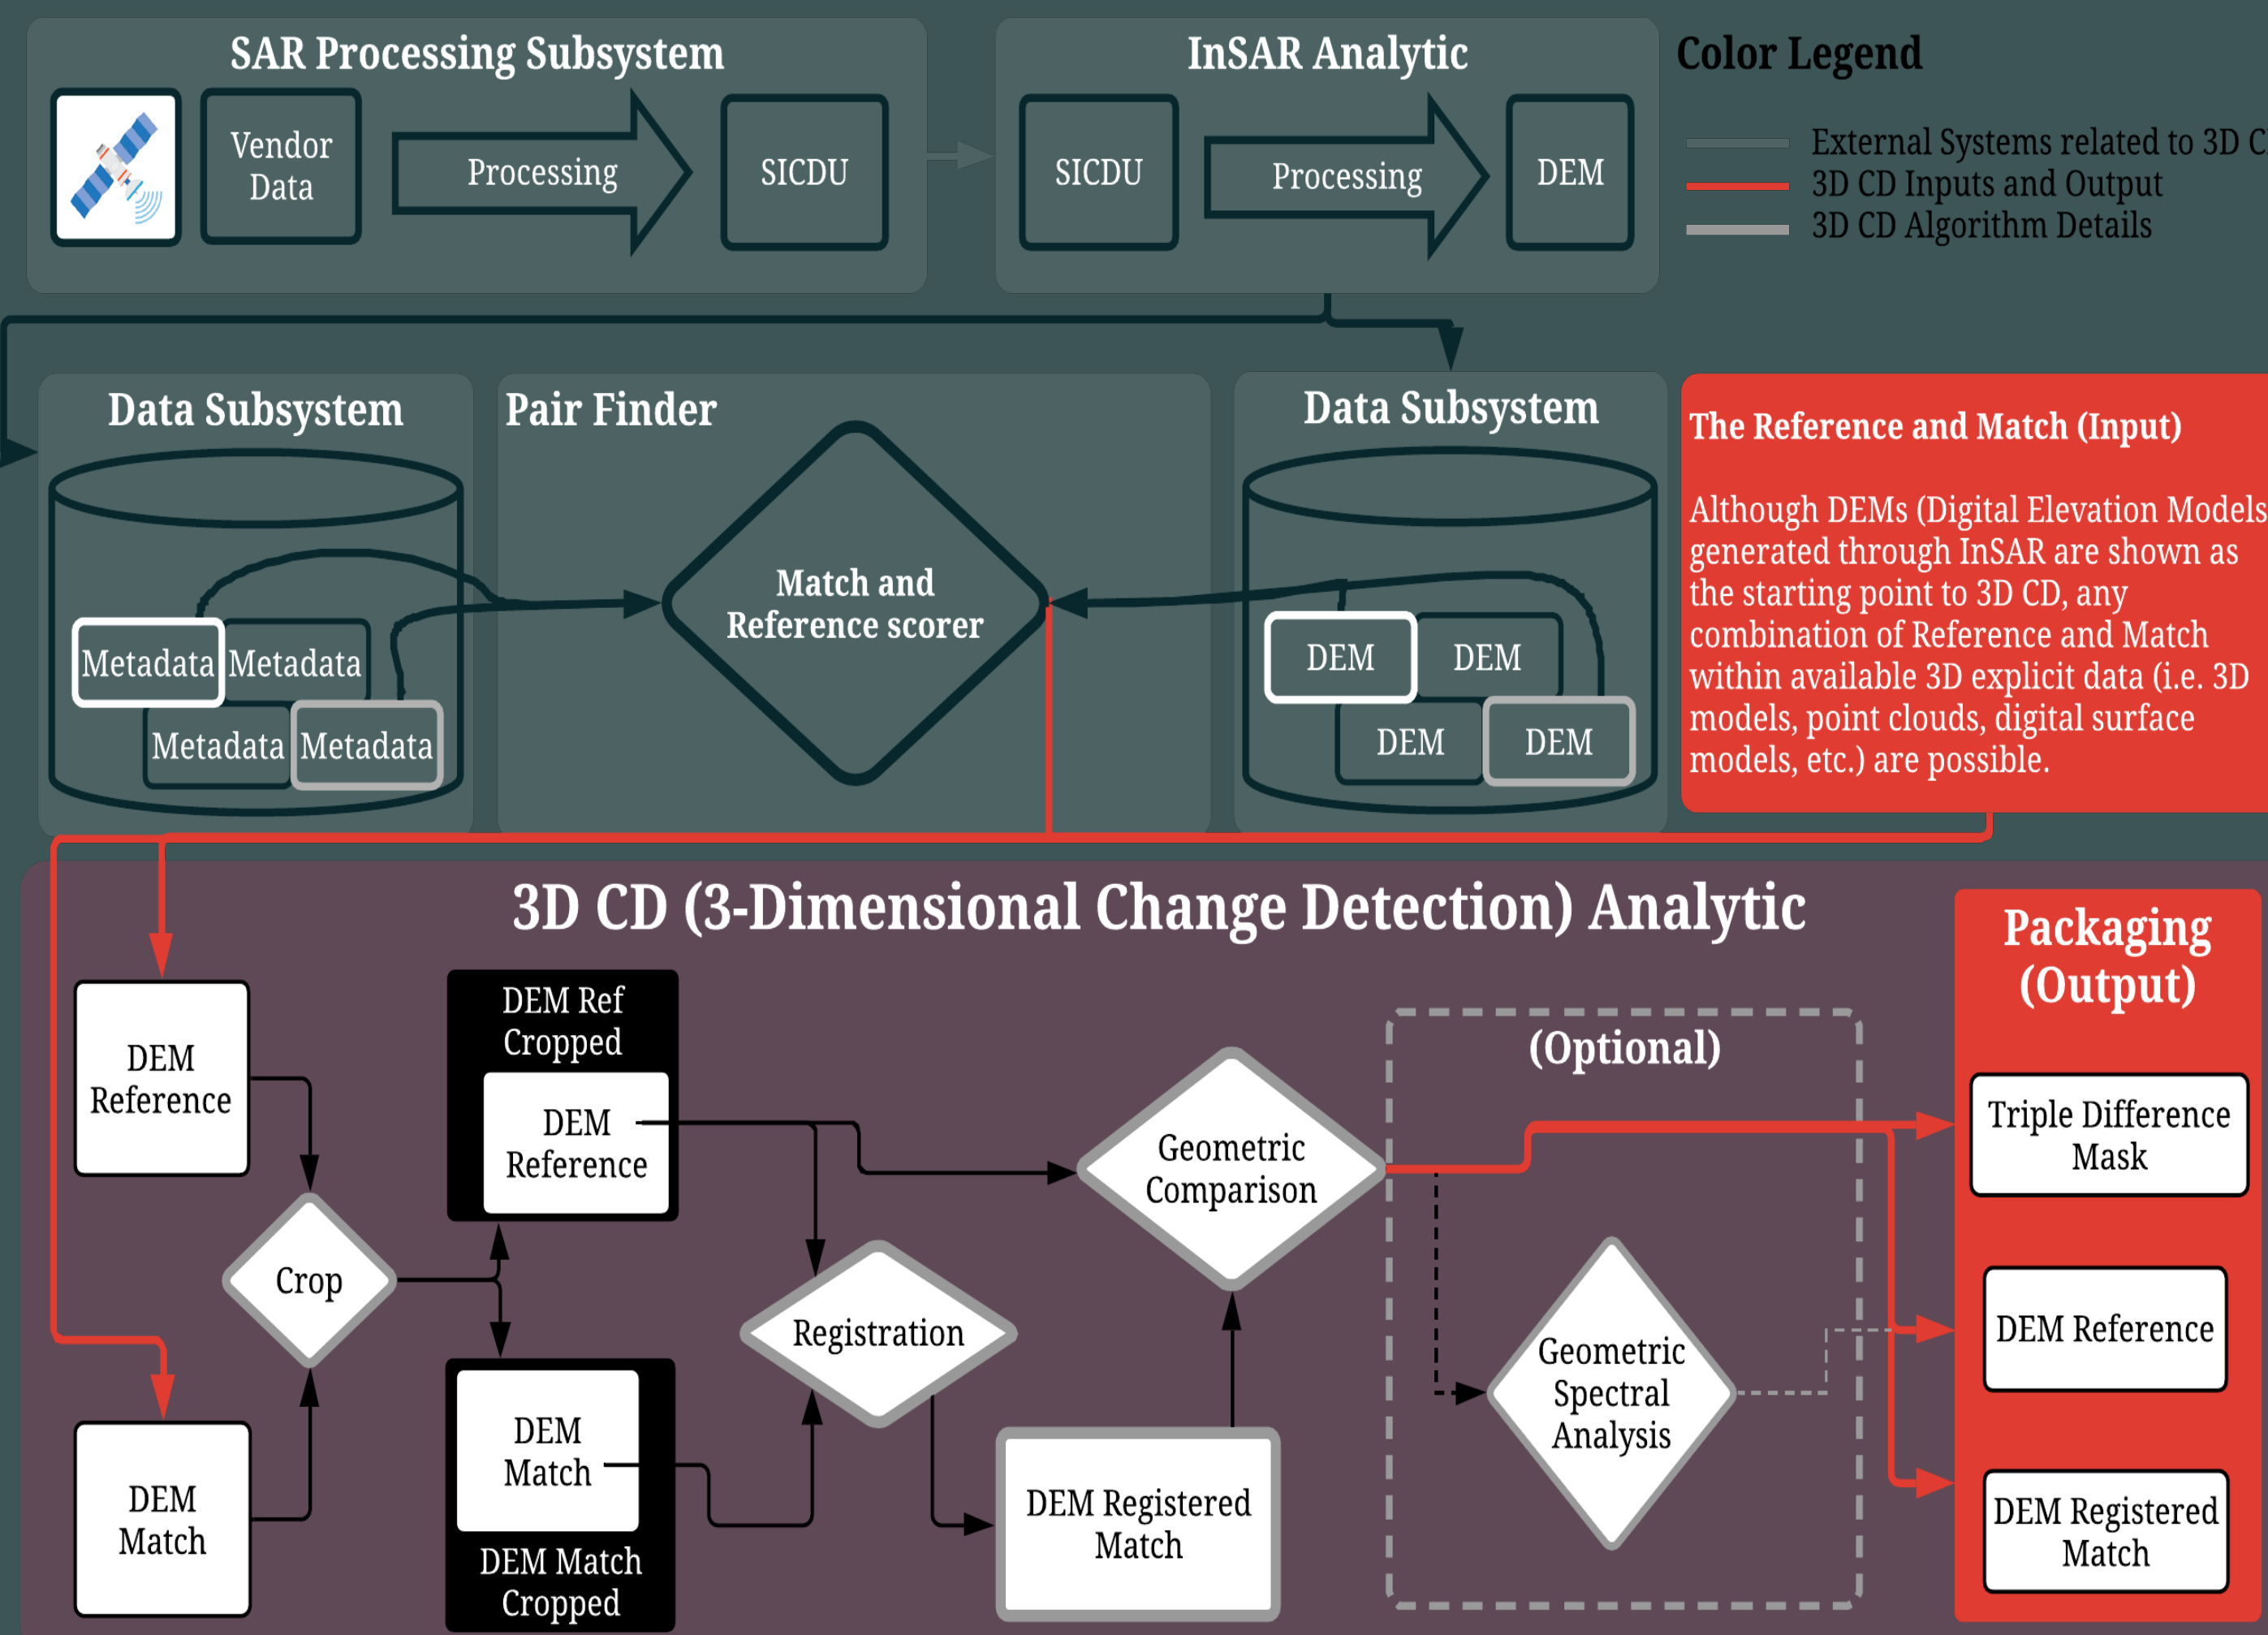 SAR Processing Subsystem
Vendor
Data
Processing
SICDU
InSAR Analytic
SICDU
Processing
DEM
Color Legend
External Systems related to 3D C
3D CD Inputs and Output
3D CD Algorithm Details
Data Subsystem
Metadata
Metadata
Metadata
Metadata
Pair Finder
Match and
Reference scorer
Data Subsystem
DEM
DEM
DEM
DEM
The Reference and Match (Input)
Although DEMs (Digital Elevation Models
generated through InSAR are shown as
the starting point to 3D CD, any
combination of Reference and Match
within available 3D explicit data (i.e. 3D
models, point clouds, digital surface
models, etc.) are possible.
3D CD (3-Dimensional Change Detection) Analytic
DEM
Reference
DEM
Match
Crop
DEM Ref
Cropped
DEM
Reference
DEM
Match
DEM Match
Cropped
Registration
DEM Registered
Match
Geometric
Comparison
(Optional)
Geometric
Spectral
Analysis
Packaging
(Output)
Triple Difference
Mask
DEM Reference
DEM Registered
Match